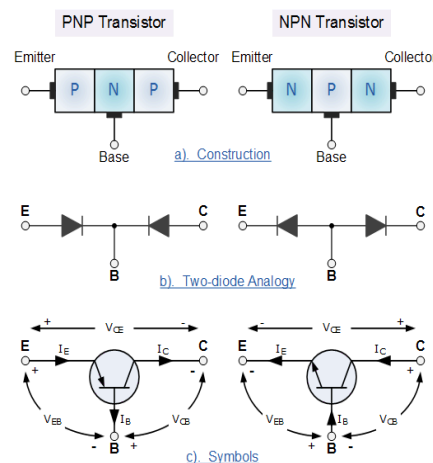 PNP Transistor NPN Transistor
Emitter Collector Emitter Collector
P N P N P N
Base Base
a). Construction
E C E C
B B
b). Two-diode Analogy
+ VCE - - VCE +
E IE IC C E IE IC C
+ - - +
VEB IB VCB VEB IB VCB
- B + + B -
c). Symbols